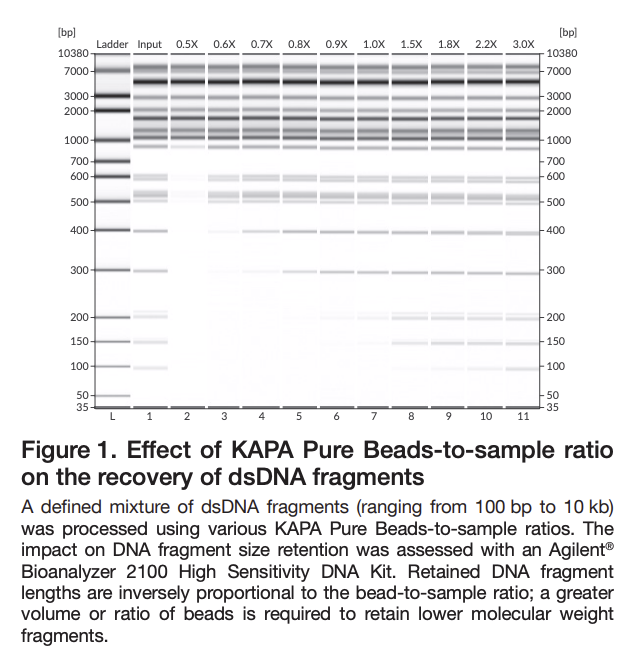 [bp] [bp]
Ladder Input 0.5X 0.6X 0.7X 0.8X 0.9X 1.0X 1.5X 1.8X 2.2X 3.0X
10380 10380
7000 7000
3000 3000
2000 2000
1000 1000
700 700
600 600
500 500
400 400
300 300
200 200
150 150
100 100
50 50
35 35
L 1 2 3 4 5 6 7 8 9 10 11
Figure 1. Effect of KAPA Pure Beads-to-sample ratio
on the recovery of dsDNA fragments
A defined mixture of dsDNA fragments (ranging from 100 bp to 10 kb)
was processed using various KAPA Pure Beads-to-sample ratios. The
impact on DNA fragment size retention was assessed with an Agilent®
Bioanalyzer 2100 High Sensitivity DNA Kit. Retained DNA fragment
lengths are inversely proportional to the bead-to-sample ratio; a greater
volume or ratio of beads is required to retain lower molecular weight
fragments.